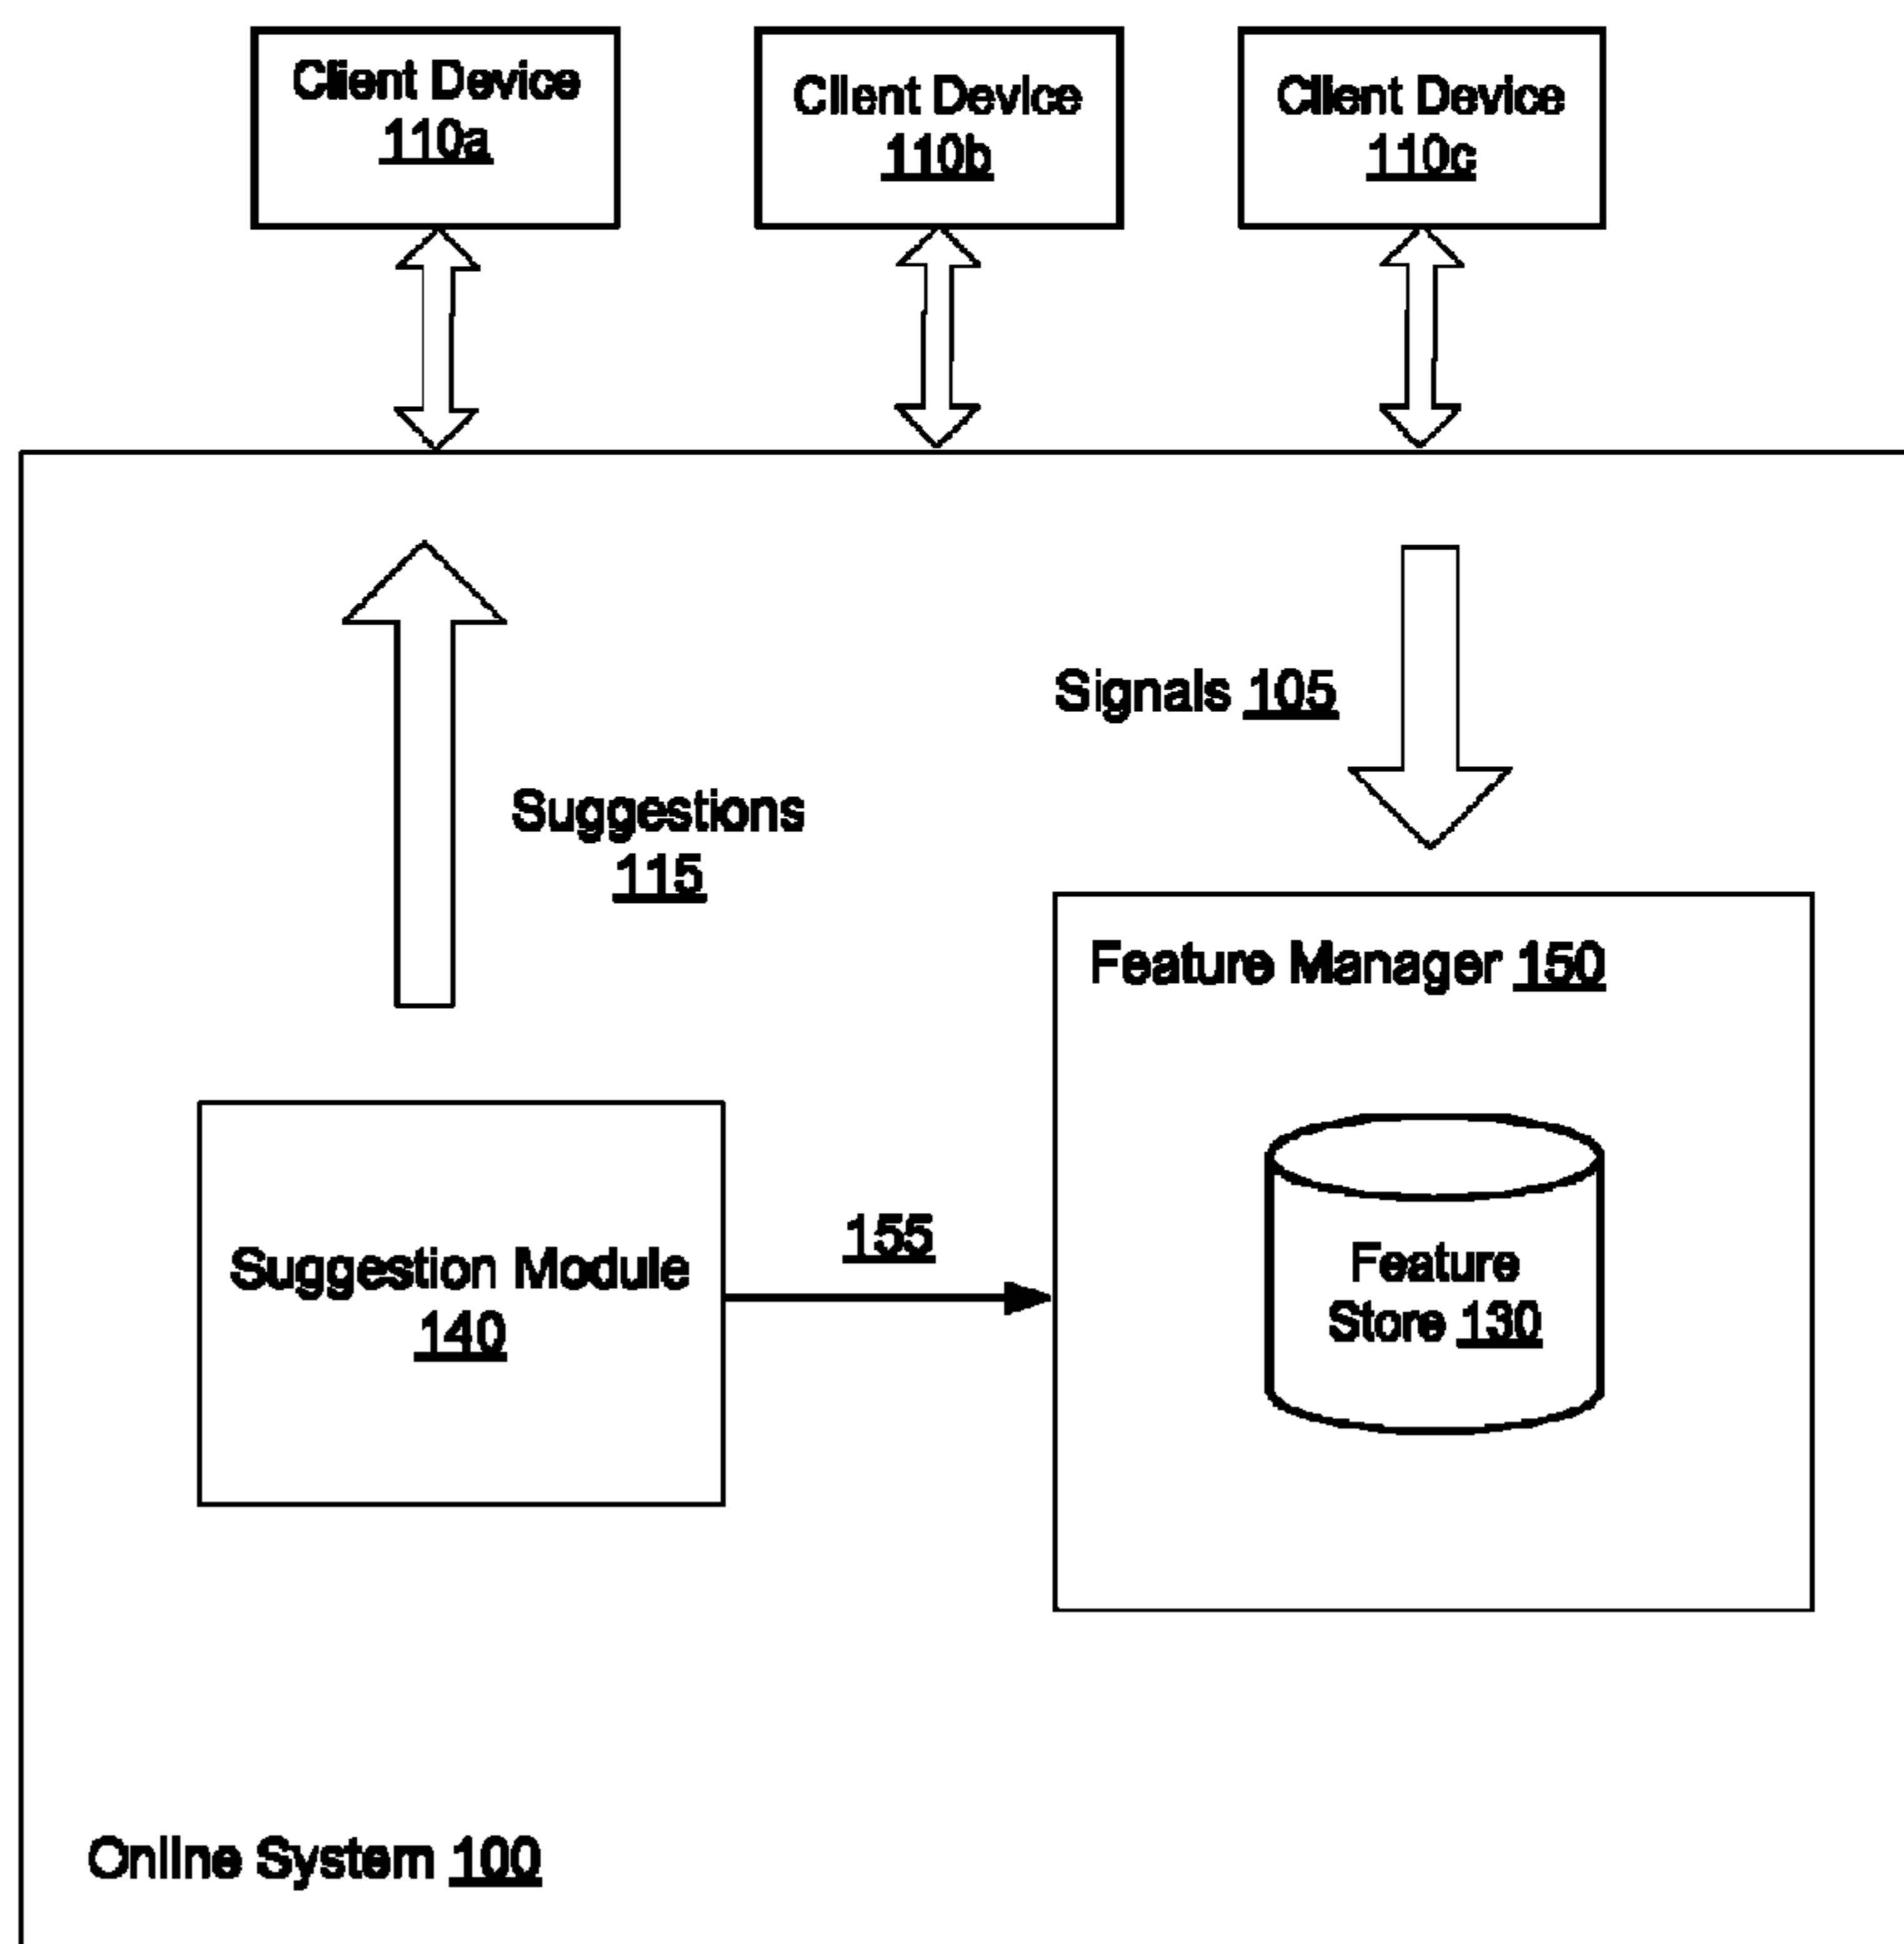 Client Device
110a
Client Device
110b
Client Device
110c
Signals 105
Suggestions
115
Feature Manager 150
155
Suggestion Module
140
Feature
Store 130
Online System 100